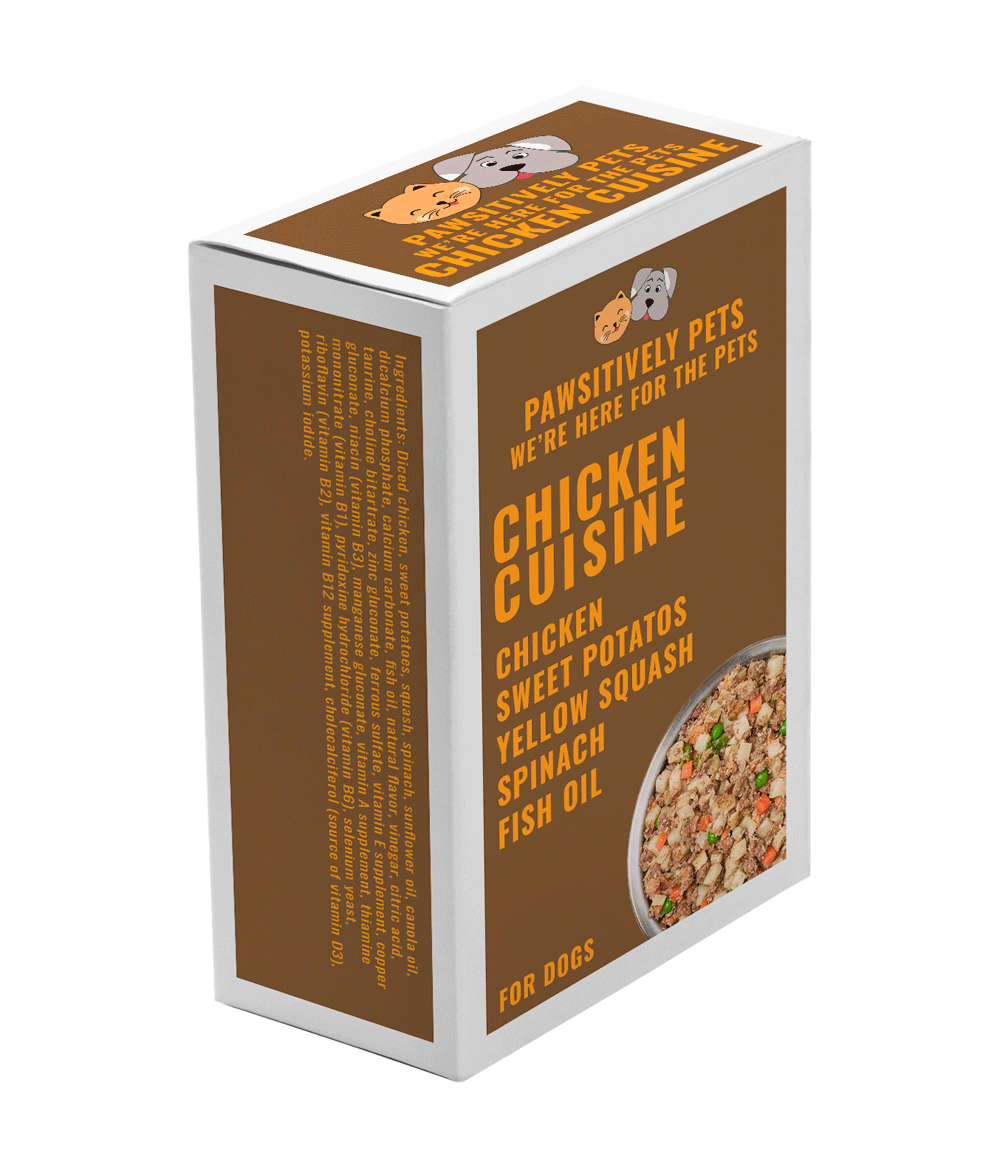 PAWSITIVELY PETS
WE'RE HERE FOR THE PETS
CHICKEN CUISINE
PAWSITIVELY PETS
WE'RE HERE FOR THE PETS
CHICKEN
CUISINE
CHICKEN
SWEET POTATOS
YELLOW SQUASH
SPINACH
FISH OIL
FOR DOGS
Ingredients: Diced chicken, sweet potatoes, squash, spinach, sunflower oil, canola oil,
dicalcium phosphate, calcium carbonate, fish oil, natural flavor, vinegar, citric acid,
taurine, choline bitartrate, zinc gluconate, ferrous sulfate, vitamin E supplement, copper
gluconate, niacin (vitamin B3), manganese gluconate, vitamin A supplement, thiamine
mononitrate (vitamin B1), pyridoxine hydrochloride (vitamin B6), selenium yeast,
riboflavin (vitamin B2), vitamin B12 supplement, cholecalciferol (source of vitamin D3),
potassium iodide.